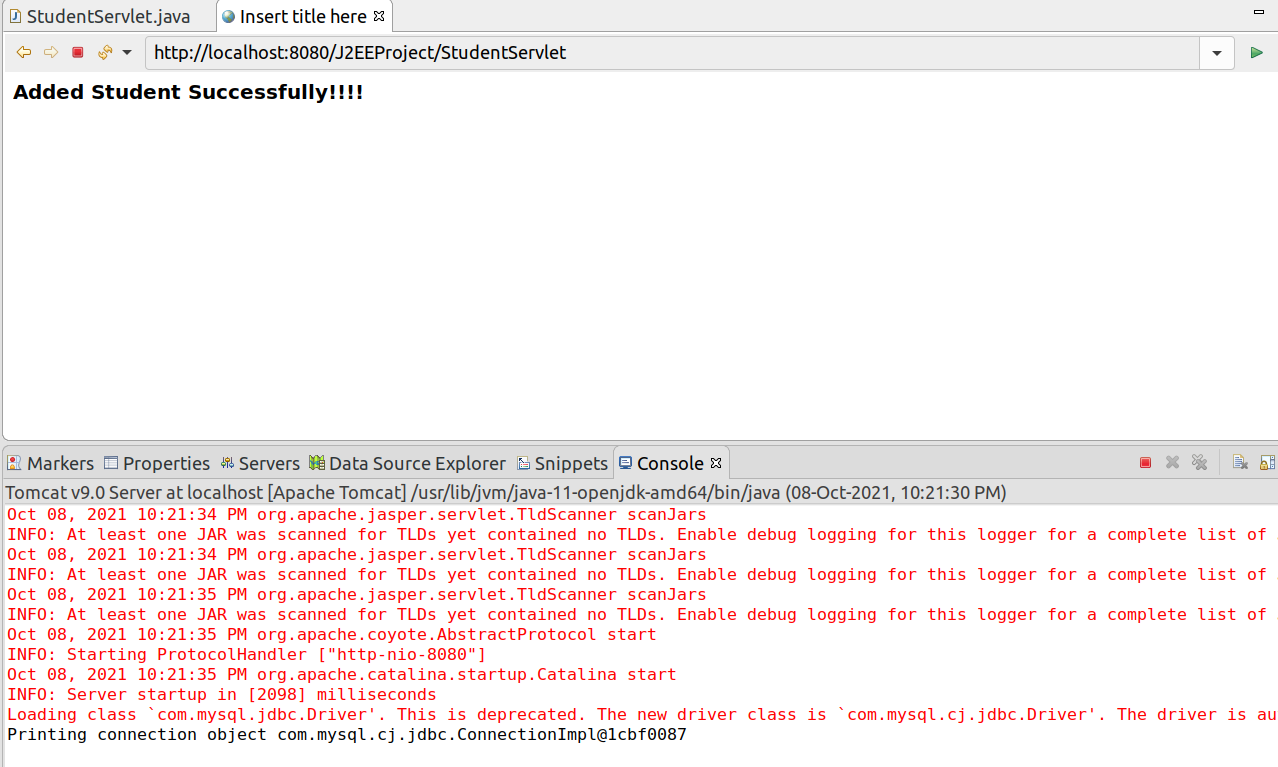 StudentServlet.java Insert title here
http://localhost:8080/J2EEProject/StudentServlet
Added Student Successfully!!!!
Markers Properties Servers Data Source Explorer Snippets Console
Tomcat v9.0 Server at localhost [Apache Tomcat] /usr/lib/jvm/java-11-openjdk-amd64/bin/java (08-Oct-2021, 10:21:30 PM)
Oct 08, 2021 10:21:34 PM org.apache.jasper.servlet.TldScanner scanJars
INFO: At least one JAR was scanned for TLDs yet contained no TLDs. Enable debug logging for this logger for a complete list of
Oct 08, 2021 10:21:34 PM org.apache.jasper.servlet.TldScanner scanJars
INFO: At least one JAR was scanned for TLDs yet contained no TLDs. Enable debug logging for this logger for a complete list of
Oct 08, 2021 10:21:35 PM org.apache.jasper.servlet.TldScanner scanJars
INFO: At least one JAR was scanned for TLDs yet contained no TLDs. Enable debug logging for this logger for a complete list of
Oct 08, 2021 10:21:35 PM org.apache.coyote.AbstractProtocol start
INFO: Starting ProtocolHandler ["http-nio-8080"]
Oct 08, 2021 10:21:35 PM org.apache.catalina.startup.Catalina start
INFO: Server startup in [2098] milliseconds
Loading class `com.mysql.jdbc.Driver'. This is deprecated. The new driver class is `com.mysql.cj.jdbc.Driver'. The driver is au
Printing connection object com.mysql.cj.jdbc.ConnectionImpl@1cbf0087